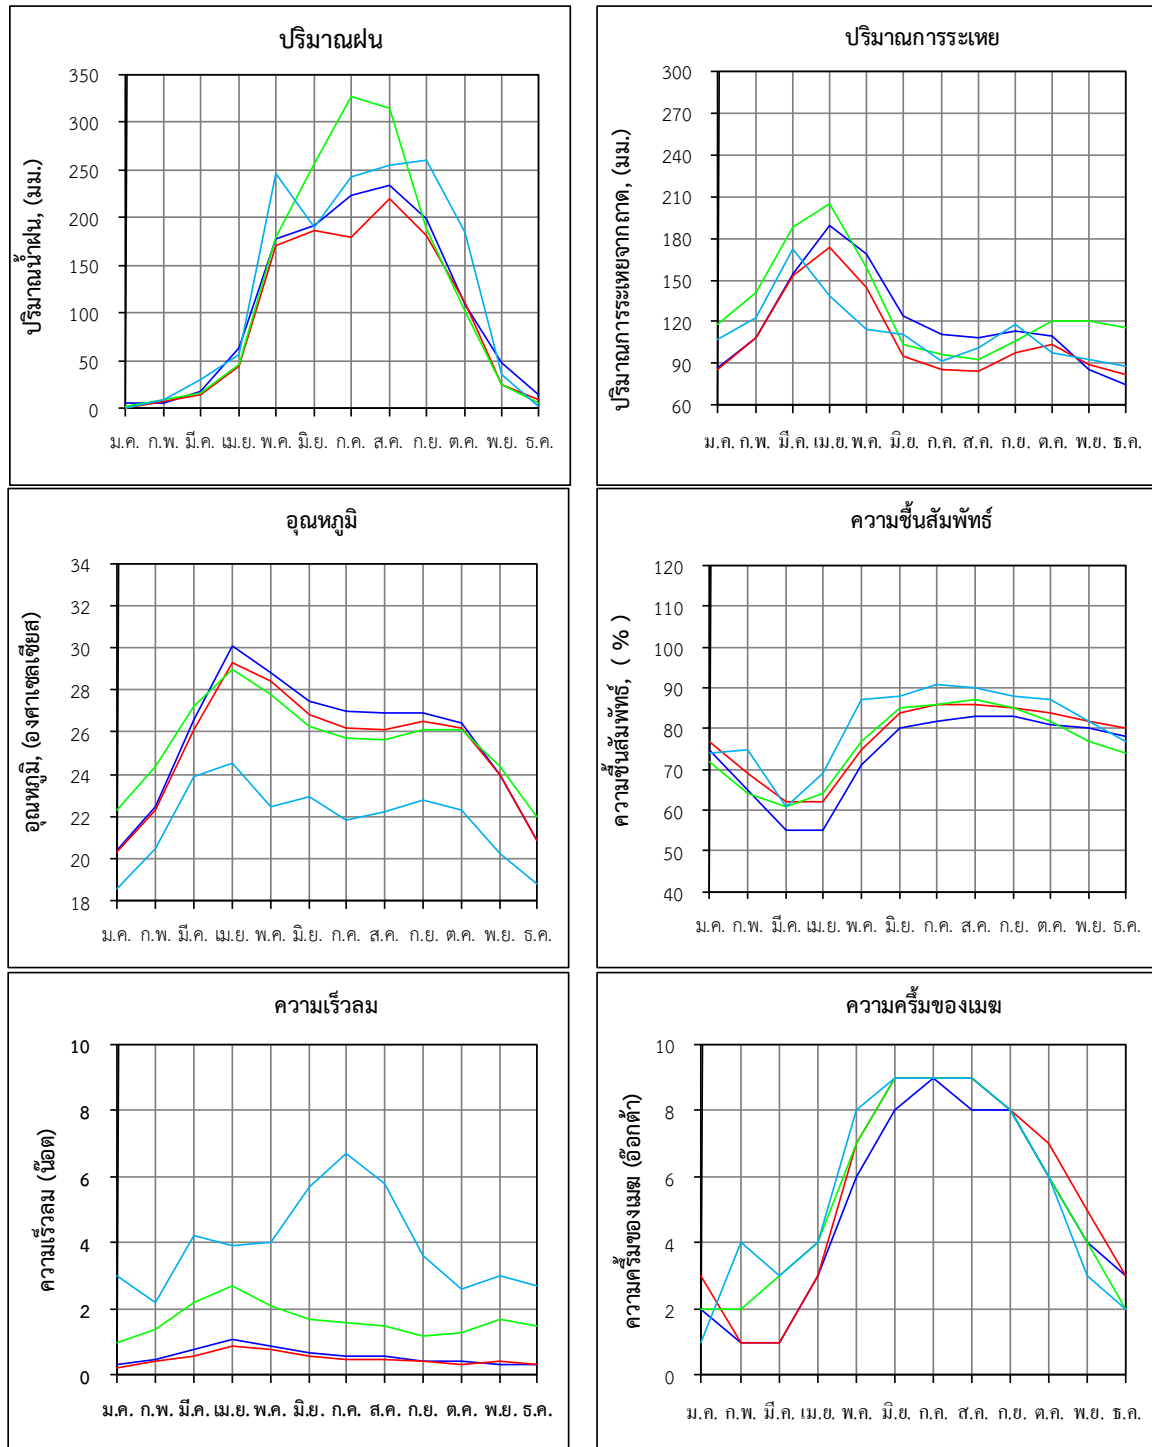 ปริมาณฝน
ปริมาณน้ำฝน, (มม.)
350
300
250
200
150
100
50
0
ม.ค. ก.พ. มี.ค. เม.ย. พ.ค. มิ.ย. ก.ค. ส.ค. ก.ย. ต.ค. พ.ย. ธ.ค.
ปริมาณการระเหย
ปริมาณการระเหยจากถาด, (มม.)
300
270
240
210
180
150
120
90
60
ม.ค. ก.พ. มี.ค. เม.ย. พ.ค. มิ.ย. ก.ค. ส.ค. ก.ย. ต.ค. พ.ย. ธ.ค.
อุณหภูมิ
อุณหภูมิ, (องศาเซลเซียส)
34
32
30
28
26
24
22
20
18
ม.ค. ก.พ. มี.ค. เม.ย. พ.ค. มิ.ย. ก.ค. ส.ค. ก.ย. ต.ค. พ.ย. ธ.ค.
ความชื้นสัมพัทธ์
ความชื้นสัมพัทธ์, ( % )
120
110
100
90
80
70
60
50
40
ม.ค. ก.พ. มี.ค. เม.ย. พ.ค. มิ.ย. ก.ค. ส.ค. ก.ย. ต.ค. พ.ย. ธ.ค.
ความเร็วลม
ความเร็วลม (น๊อต)
10
8
6
4
2
0
ม.ค. ก.พ. มี.ค. เม.ย. พ.ค. มิ.ย. ก.ค. ส.ค. ก.ย. ต.ค. พ.ย. ธ.ค.
ความครึ้มของเมฆ
ความครึ้มของเมฆ (อ๊อกต้า)
10
8
6
4
2
0
ม.ค. ก.พ. มี.ค. เม.ย. พ.ค. มิ.ย. ก.ค. ส.ค. ก.ย. ต.ค. พ.ย. ธ.ค.